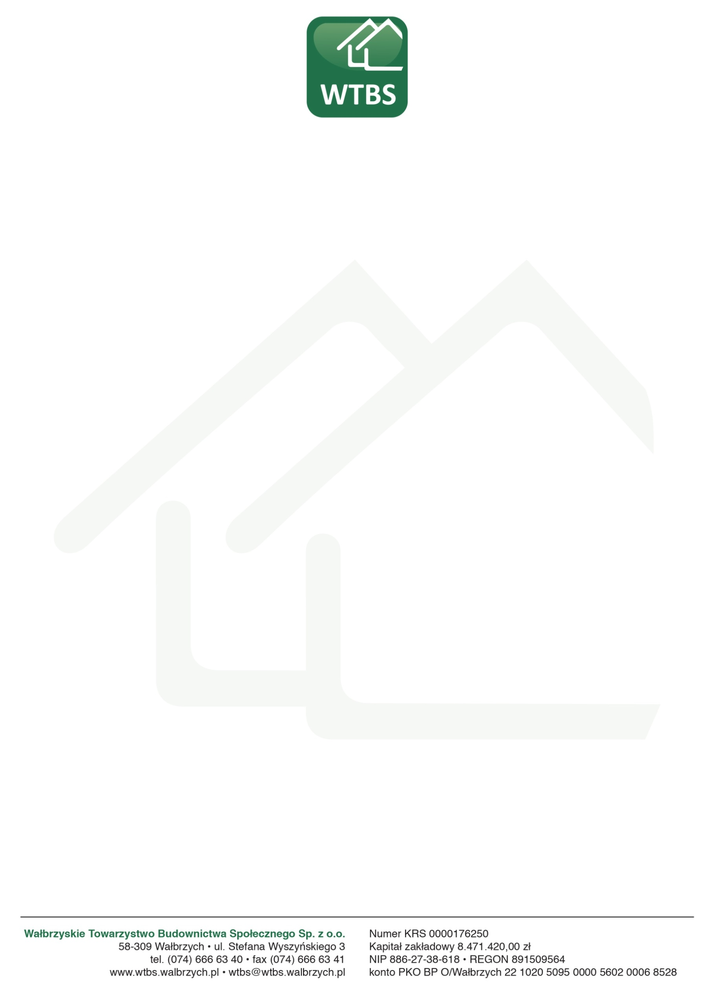 WTBS
Wałbrzyskie Towarzystwo Budownictwa Społecznego Sp. z o.o.
58-309 Wałbrzych • ul. Stefana Wyszyńskiego 3
tel. (074) 666 63 40 • fax (074) 666 63 41
www.wtbs.walbrzych.pl • wtbs@wtbs.walbrzych.pl
Numer KRS 0000176250
Kapitał zakładowy 8.471.420,00 zł
NIP 886-27-38-618 • REGON 891509564
konto PKO BP O/Wałbrzych 22 1020 5095 0000 5602 0006 8528